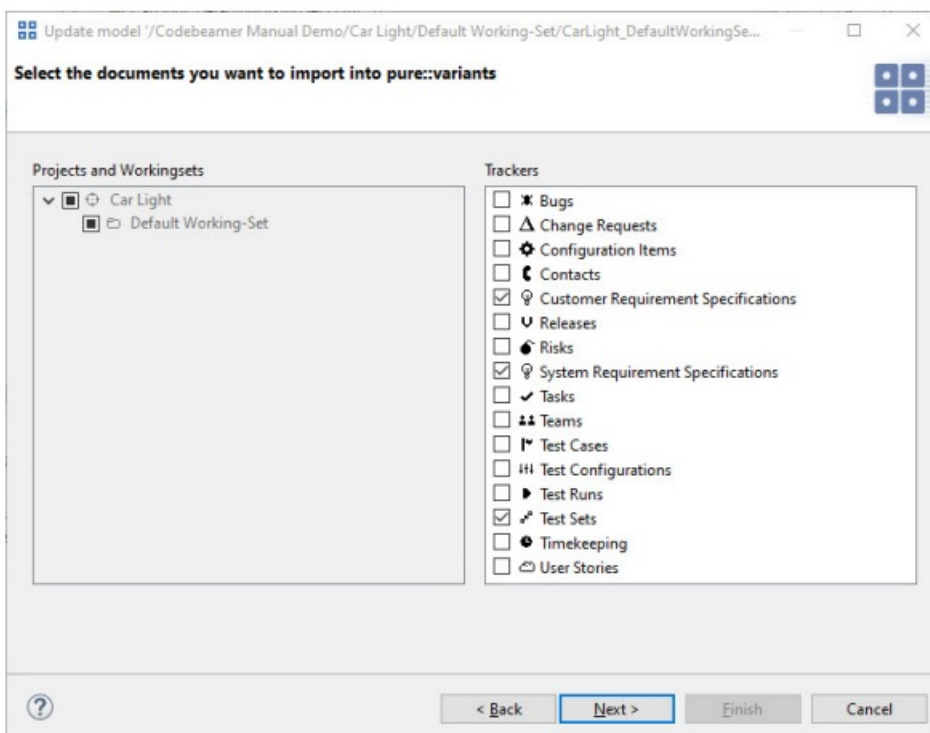 Update model '/Codebeamer Manual Demo/Car Light/Default Working-Set/CarLight_DefaultWorkingSe...
Select the documents you want to import into pure::variants
Projects and Workingsets
Car Light
Default Working-Set
Trackers
Bugs
Change Requests
Configuration Items
Contacts
Customer Requirement Specifications
Releases
Risks
System Requirement Specifications
Tasks
Teams
Test Cases
Test Configurations
Test Runs
Test Sets
Timekeeping
User Stories
?
< Back
Next >
Finish
Cancel